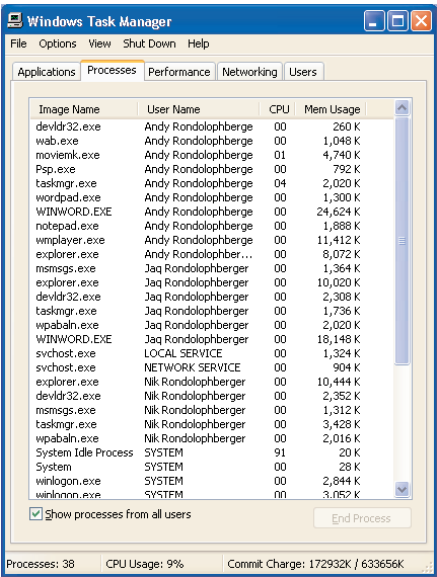 Windows Task Manager
File Options View Shut Down Help
Applications Processes Performance Networking Users
Image Name User Name CPU Mem Usage
devldr32.exe Andy Rondolophberge 00 260 K
wab.exe Andy Rondolophberge 00 1,048 K
moviemk.exe Andy Rondolophberge 01 4,740 K
Psp.exe Andy Rondolophberge 00 792 K
taskmgr.exe Andy Rondolophberge 04 2,020 K
wordpad.exe Andy Rondolophberge 00 1,300 K
WINWORD.EXE Andy Rondolophberge 00 24,624 K
notepad.exe Andy Rondolophberge 00 1,888 K
wmplayer.exe Andy Rondolophberge 00 11,412 K
explorer.exe Andy Rondolophber... 00 8,072 K
msmsgs.exe Jaq Rondolophberger 00 1,364 K
explorer.exe Jaq Rondolophberger 00 10,020 K
devldr32.exe Jaq Rondolophberger 00 2,308 K
taskmgr.exe Jaq Rondolophberger 00 1,736 K
wpabaln.exe Jaq Rondolophberger 00 2,020 K
WINWORD.EXE Jaq Rondolophberger 00 18,148 K
svchost.exe LOCAL SERVICE 00 1,324 K
svchost.exe NETWORK SERVICE 00 904 K
explorer.exe Nik Rondolophberger 00 10,444 K
devldr32.exe Nik Rondolophberger 00 2,352 K
msmsgs.exe Nik Rondolophberger 00 1,312 K
taskmgr.exe Nik Rondolophberger 00 3,428 K
wpabaln.exe Nik Rondolophberger 00 2,016 K
System Idle Process SYSTEM 91 20 K
System SYSTEM 00 28 K
winlogon.exe SYSTEM 00 2,844 K
winlogon.exe SYSTEM 00 3,052 K
Show processes from all users End Process
Processes: 38 CPU Usage: 9% Commit Charge: 172932K / 633656K